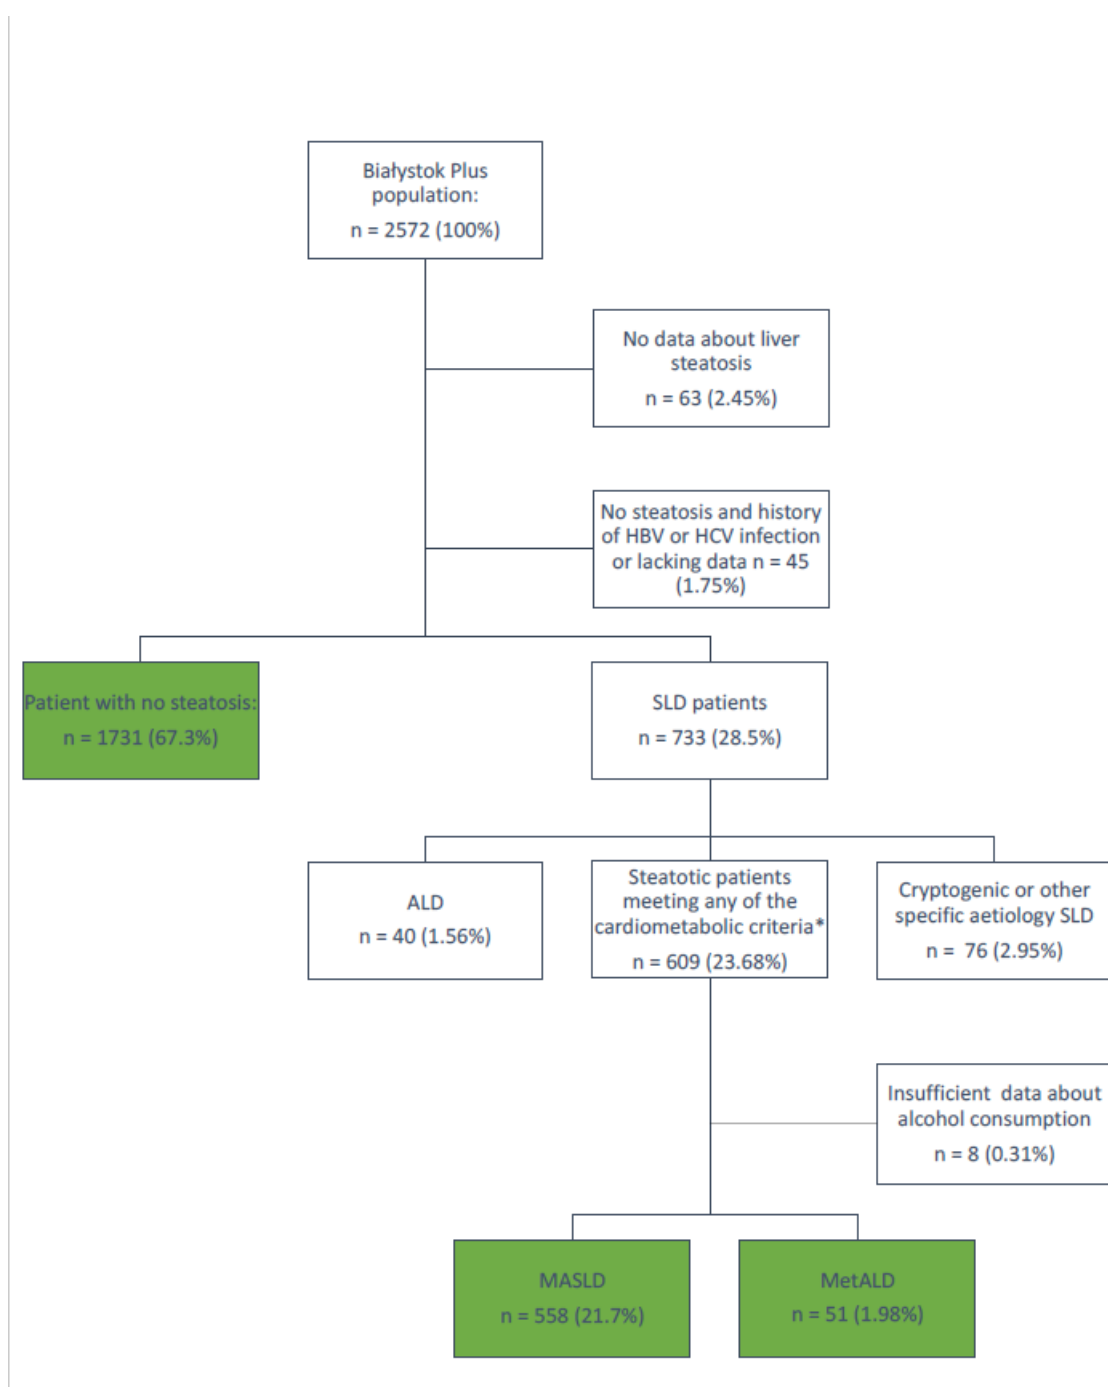 Białystok Plus
population:
n = 2572 (100%)
No data about liver
steatosis
n = 63 (2.45%)
No steatosis and history
of HBV or HCV infection
or lacking data n = 45
(1.75%)
Patient with no steatosis:
n = 1731 (67.3%)
SLD patients
n = 733 (28.5%)
ALD
n = 40 (1.56%)
Steatotic patients
meeting any of the
cardiometabolic criteria*
n = 609 (23.68%)
Cryptogenic or other
specific aetiology SLD
n = 76 (2.95%)
Insufficient data about
alcohol consumption
n = 8 (0.31%)
MASLD
n = 558 (21.7%)
MetALD
n = 51 (1.98%)